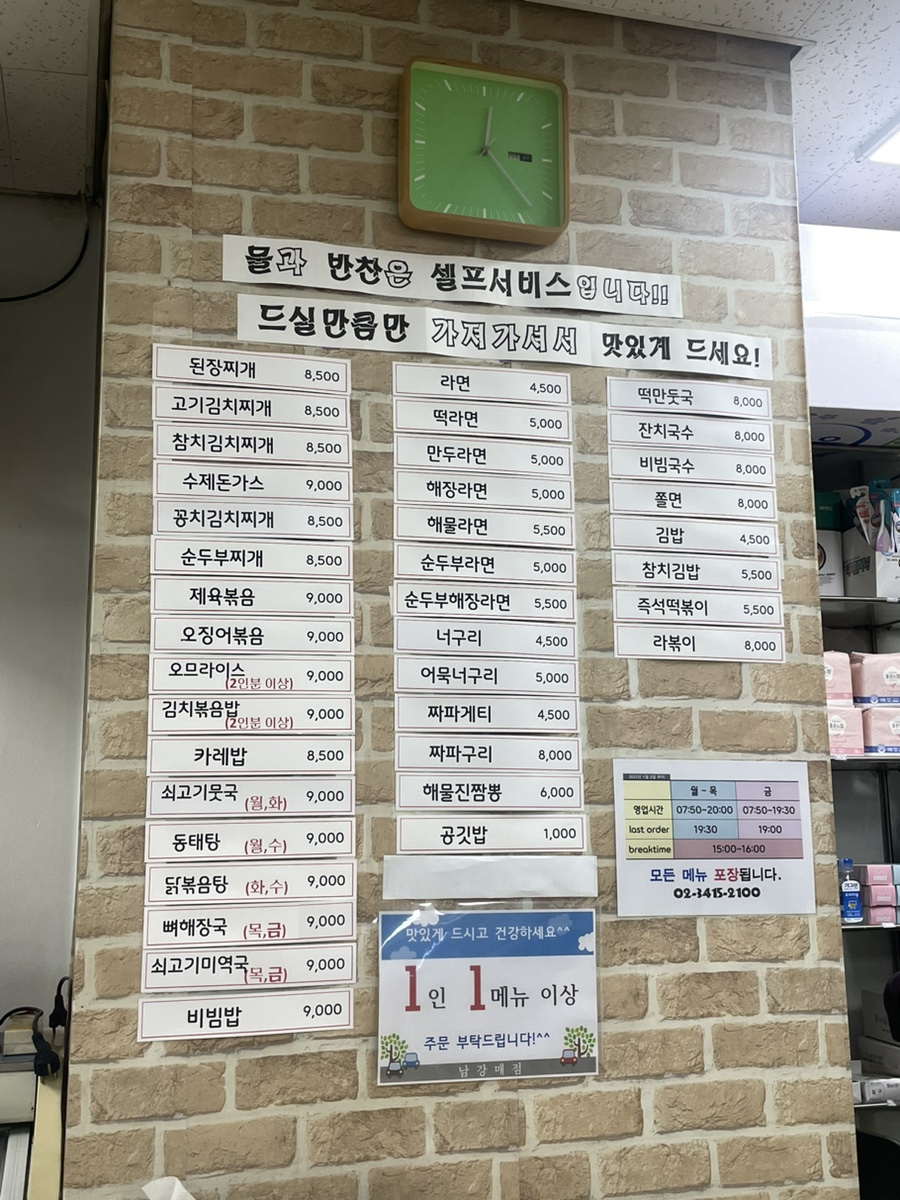 물과 반찬은 셀프서비스입니다!!
드실만큼만 가져가셔서 맛있게 드세요!
된장찌개 8,500
고기김치찌개 8,500
참치김치찌개 8,500
수제돈가스 9,000
꽁치김치찌개 8,500
순두부찌개 8,500
제육볶음 9,000
오징어볶음 9,000
오므라이스 (2인분 이상) 9,000
김치볶음밥 (2인분 이상) 9,000
카레밥 8,500
쇠고기뭇국 (월,화) 9,000
동태탕 (월,수) 9,000
닭볶음탕 (화,수) 9,000
뼈해장국 (목,금) 9,000
쇠고기미역국 (목,금) 9,000
비빔밥 9,000
라면 4,500
떡라면 5,000
만두라면 5,000
해장라면 5,000
해물라면 5,500
순두부라면 5,000
순두부해장라면 5,500
너구리 4,500
어묵너구리 5,000
짜파게티 4,500
짜파구리 8,000
해물진짬뽕 6,000
공깃밥 1,000
떡만둣국 8,000
잔치국수 8,000
비빔국수 8,000
쫄면 8,000
김밥 4,500
참치김밥 5,500
즉석떡볶이 5,500
라볶이 8,000
월~목 금
영업시간 07:50~20:00 07:50~19:30
last order 19:30 19:00
breaktime 15:00~16:00
모든 메뉴 포장됩니다.
02-3415-2100
맛있게 드시고 건강하세요^^
1인 1메뉴 이상
주문 부탁드립니다!^^
남강매점